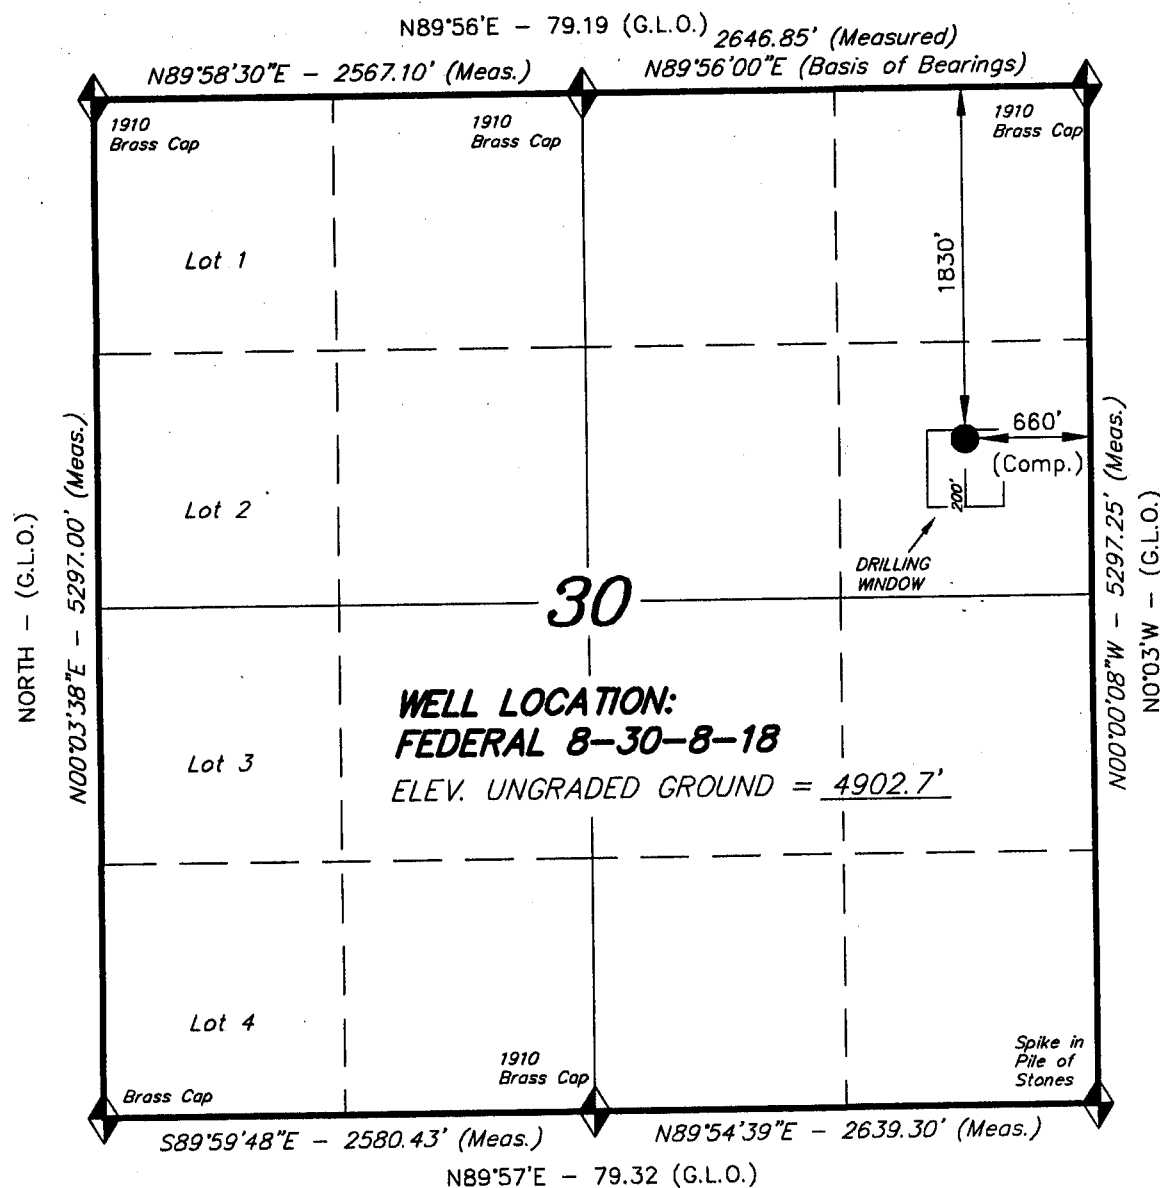 N89°56'E - 79.19 (G.L.O.)
2646.85' (Measured)
N89°58'30"E - 2567.10' (Meas.)
N89°56'00"E (Basis of Bearings)
1910
Brass Cap
1910
Brass Cap
1910
Brass Cap
Lot 1
1830'
660'
(Comp.)
200'
Lot 2
DRILLING
WINDOW
30
NORTH - (G.L.O.)
N00°03'38"E - 5297.00' (Meas.)
N00°00'08"W - 5297.25' (Meas.)
N0°03'W - (G.L.O.)
WELL LOCATION:
FEDERAL 8-30-8-18
ELEV. UNGRADED GROUND = 4902.7'
Lot 3
Lot 4
Brass Cap
1910
Brass Cap
Spike in
Pile of
Stones
S89°59'48"E - 2580.43' (Meas.)
N89°54'39"E - 2639.30' (Meas.)
N89°57'E - 79.32 (G.L.O.)